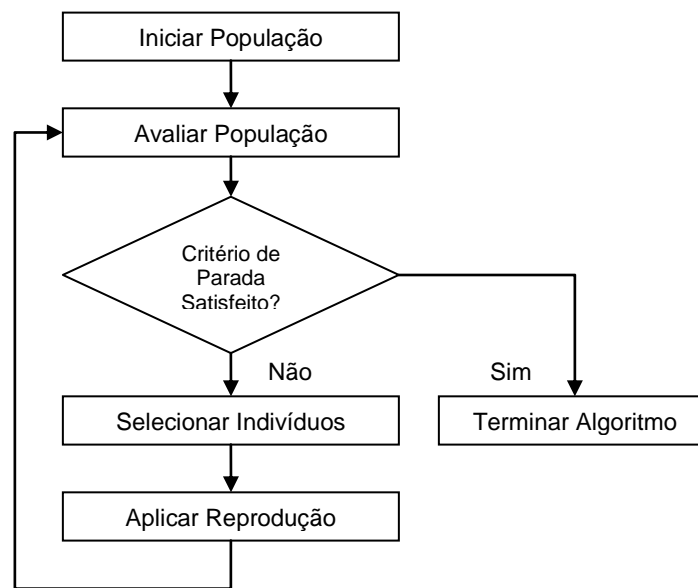 Iniciar População
Avaliar População
Critério de
Parada
Satisfeito?
Não
Sim
Selecionar Indivíduos
Terminar Algoritmo
Aplicar Reprodução